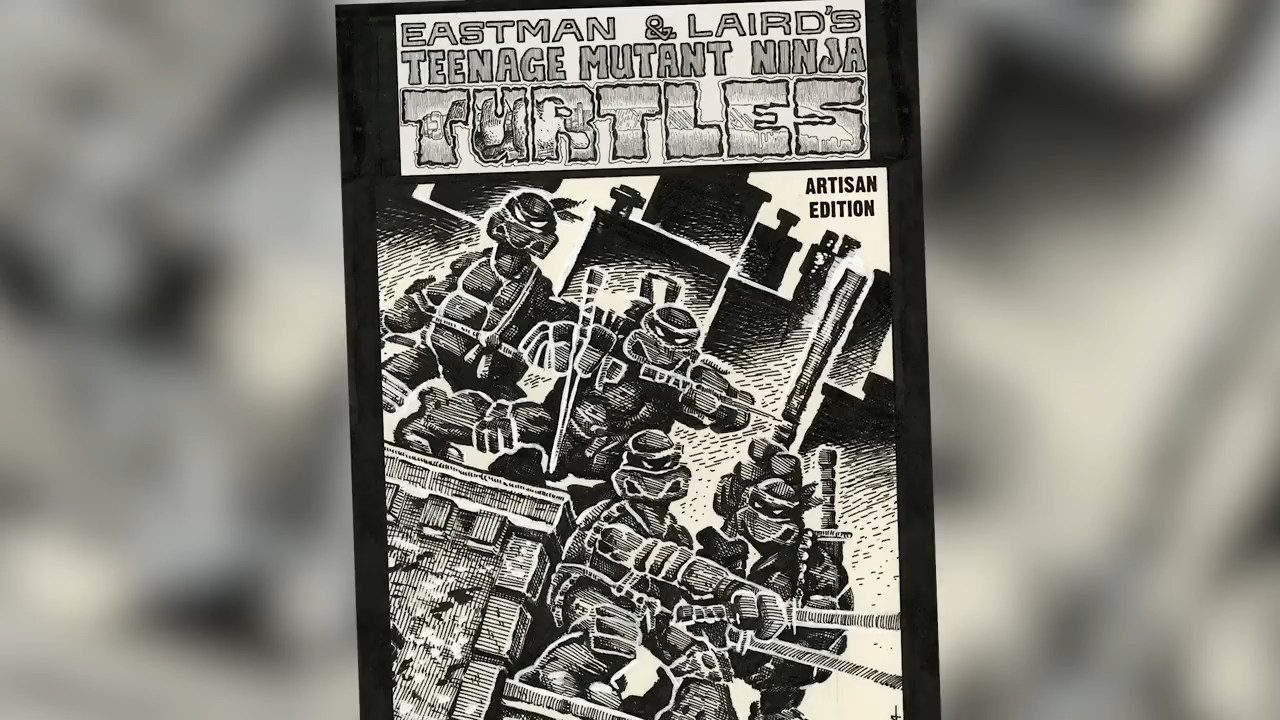 EASTMAN & LAIRD'S
TEENAGE MUTANT NINJA
TURTLES
ARTISAN
EDITION